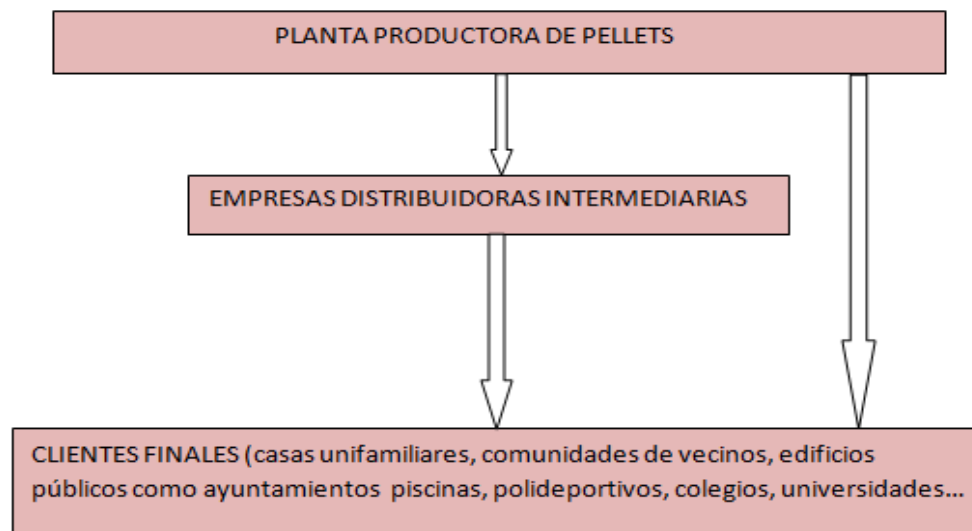 PLANTA PRODUCTORA DE PELLETS
EMPRESAS DISTRIBUIDORAS INTERMEDIARIAS
CLIENTES FINALES (casas unifamiliares, comunidades de vecinos, edificios
públicos como ayuntamientos piscinas, polideportivos, colegios, universidades…